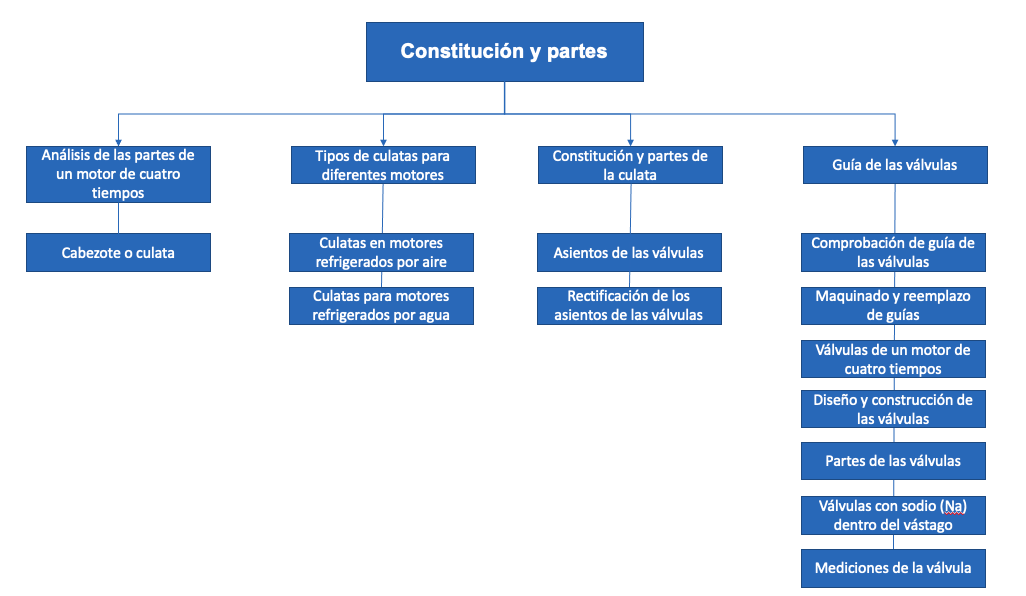 Constitución y partes
Análisis de las partes de
un motor de cuatro
tiempos
Cabezote o culata
Tipos de culatas para
diferentes motores
Culatas en motores
refrigerados por aire
Culatas para motores
refrigerados por agua
Constitución y partes de
la culata
Asientos de las válvulas
Rectificación de los
asientos de las válvulas
Guía de las válvulas
Comprobación de guía de
las válvulas
Maquinado y reemplazo
de guías
Válvulas de un motor de
cuatro tiempos
Diseño y construcción de
las válvulas
Partes de las válvulas
Válvulas con sodio (Na)
dentro del vástago
Mediciones de la válvula